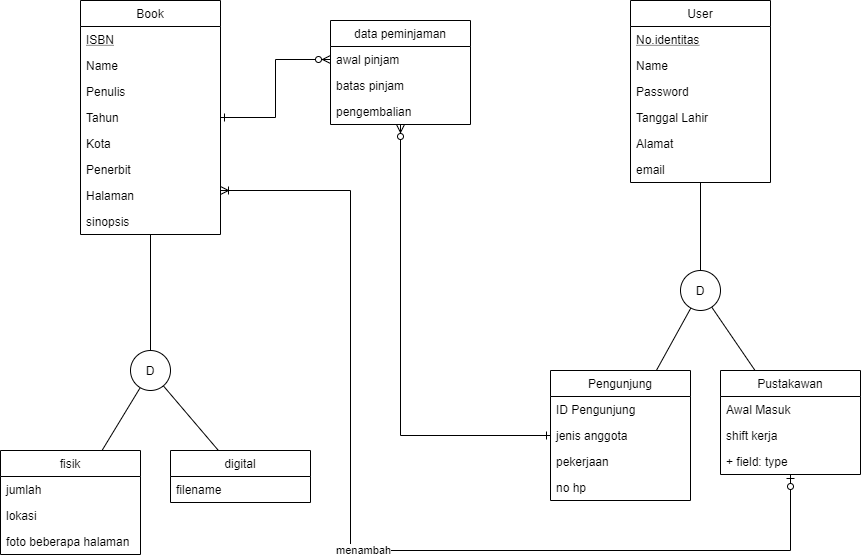 Book
ISBN
Name
Penulis
Tahun
Kota
Penerbit
Halaman
sinopsis
data peminjaman
awal pinjam
batas pinjam
pengembalian
User
No.identitas
Name
Password
Tanggal Lahir
Alamat
email
D
D
fisik
jumlah
lokasi
foto beberapa halaman
digital
filename
Pengunjung
ID Pengunjung
jenis anggota
pekerjaan
no hp
Pustakawan
Awal Masuk
shift kerja
+ field: type
menambah